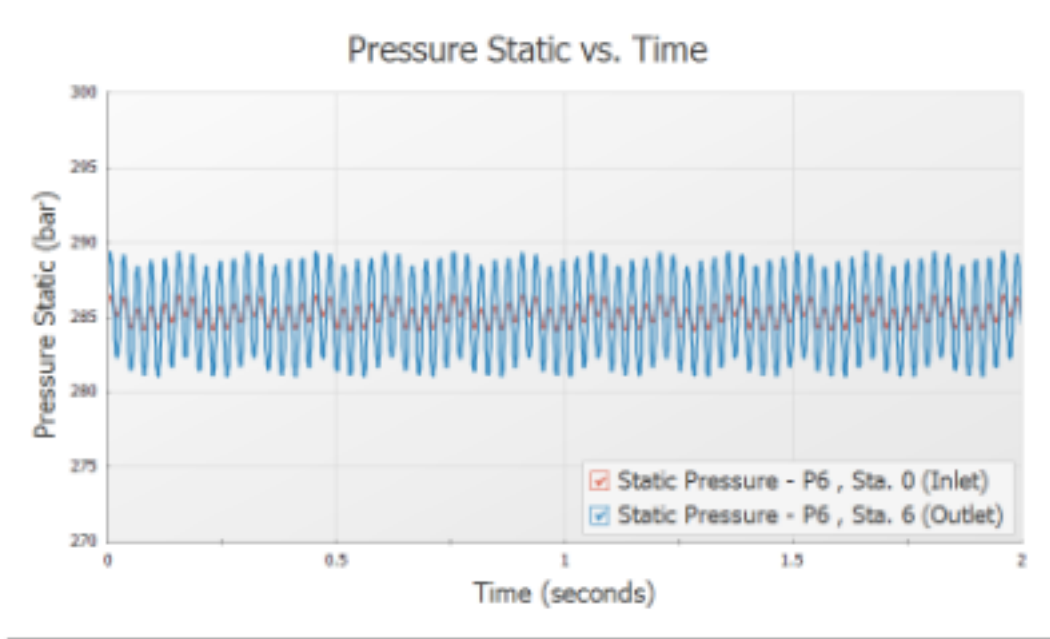 Pressure Static vs. Time
300
295
290
285
280
275
270
Pressure Static (bar)
Static Pressure - P6 , Sta. 0 (Inlet)
Static Pressure - P6 , Sta. 6 (Outlet)
0 0.5 1 1.5 2
Time (seconds)